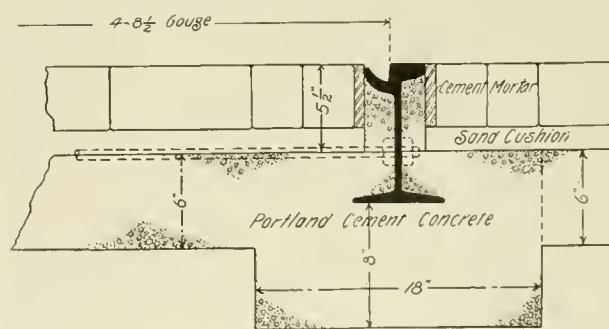 4-8½ Gouge
5½"
Cement Mortar
Sand Cushion
6"
6"
Portland Cement Concrete
8"
18"